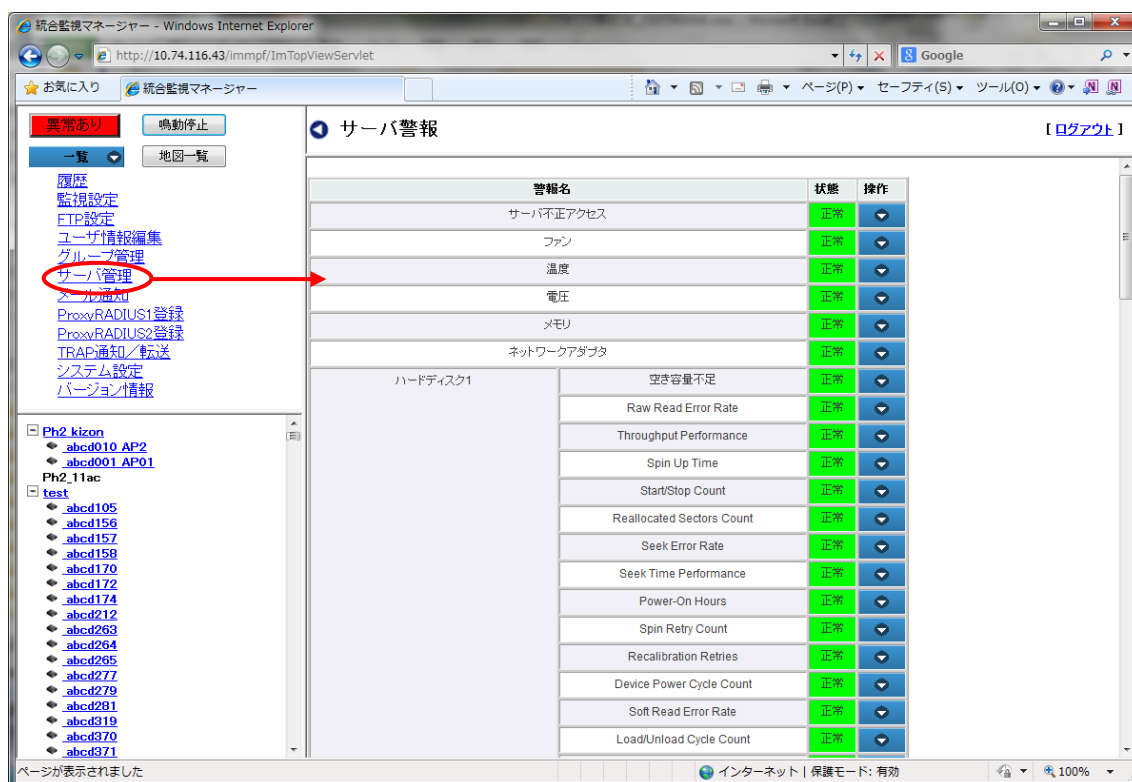 統合監視マネージャー - Windows Internet Explorer
http://10.74.116.43/immpf/ImTopViewServlet
Google
お気に入り
統合監視マネージャー
ページ(P)
セーフティ(S)
ツール(O)
異常あり
鳴動停止
一覧
地図一覧
履歴
監視設定
FTP設定
ユーザ情報編集
グループ管理
サーバ管理
メール通知
ProxyRADIUS1登録
ProxyRADIUS2登録
TRAP通知/転送
システム設定
バージョン情報
Ph2 kizon
abcd010 AP2
abcd001 AP01
Ph2_11ac
test
abcd105
abcd156
abcd157
abcd158
abcd170
abcd172
abcd174
abcd212
abcd263
abcd264
abcd265
abcd277
abcd279
abcd281
abcd319
abcd370
abcd371
サーバ警報
[ ログアウト ]
警報名 状態 操作
サーバ不正アクセス 正常
ファン 正常
温度 正常
電圧 正常
メモリ 正常
ネットワークアダプタ 正常
ハードディスク1 空き容量不足 正常
Raw Read Error Rate 正常
Throughput Performance 正常
Spin Up Time 正常
Start/Stop Count 正常
Reallocated Sectors Count 正常
Seek Error Rate 正常
Seek Time Performance 正常
Power-On Hours 正常
Spin Retry Count 正常
Recalibration Retries 正常
Device Power Cycle Count 正常
Soft Read Error Rate 正常
Load/Unload Cycle Count 正常
ページが表示されました
インターネット | 保護モード: 有効
100%